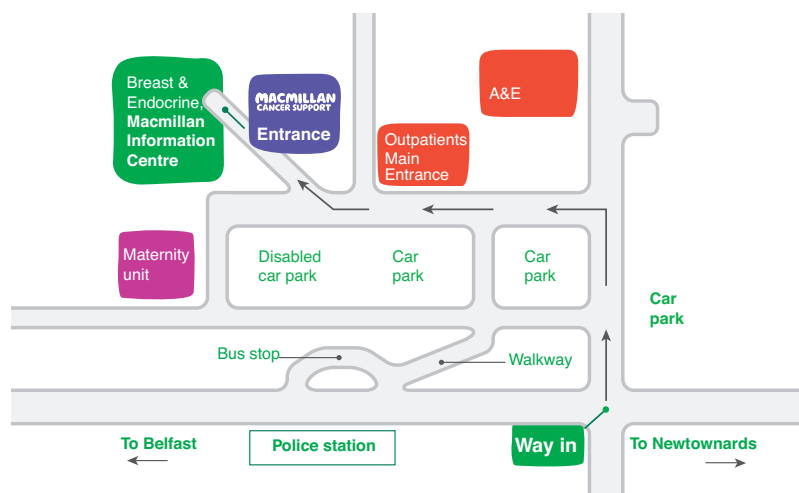 Breast &
Endocrine,
Macmillan
Information
Centre
MACMILLAN
CANCER SUPPORT
Entrance
A&E
Outpatients
Main
Entrance
Maternity
unit
Disabled
car park
Car
park
Car
park
Car
park
Bus stop
Walkway
To Belfast
Police station
Way in
To Newtownards